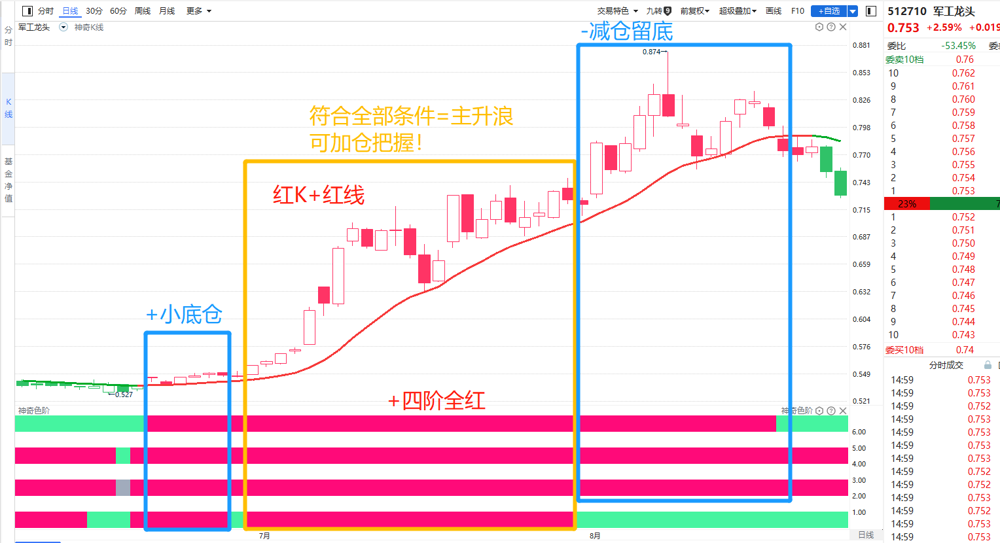 分时 日线 30分 60分 周线 月线 更多 交易特色 九转 9 前复权 超级叠加 画线 F10 +自选
军工龙头 神奇K线
分时
K线
基金净值
-减仓留底
0.874
符合全部条件=主升浪
可加仓把握！
红K+红线
+小底仓
0.527
+四阶全红
0.881
0.853
0.826
0.798
0.770
0.743
0.715
0.687
0.659
0.632
0.604
0.576
0.549
0.521
神奇色阶 神奇色阶
6.00
5.00
4.00
3.00
2.00
1.00
7月 8月 日线
512710 军工龙头
0.753 +2.59% +0.019
委比 -53.45%
委卖10档 0.76
10 0.762
9 0.761
8 0.760
7 0.759
6 0.758
5 0.757
4 0.756
3 0.755
2 0.754
1 0.753
23%
1 0.752
2 0.751
3 0.750
4 0.749
5 0.748
6 0.747
7 0.746
8 0.745
9 0.744
10 0.743
委买10档 0.74
分时成交
14:59 0.753
14:59 0.753
14:59 0.752
14:59 0.753
14:59 0.753
14:59 0.753
14:59 0.753
14:59 0.752
14:59 0.752
14:59 0.753
14:59 0.752
14:59 0.753
14:59 0.753